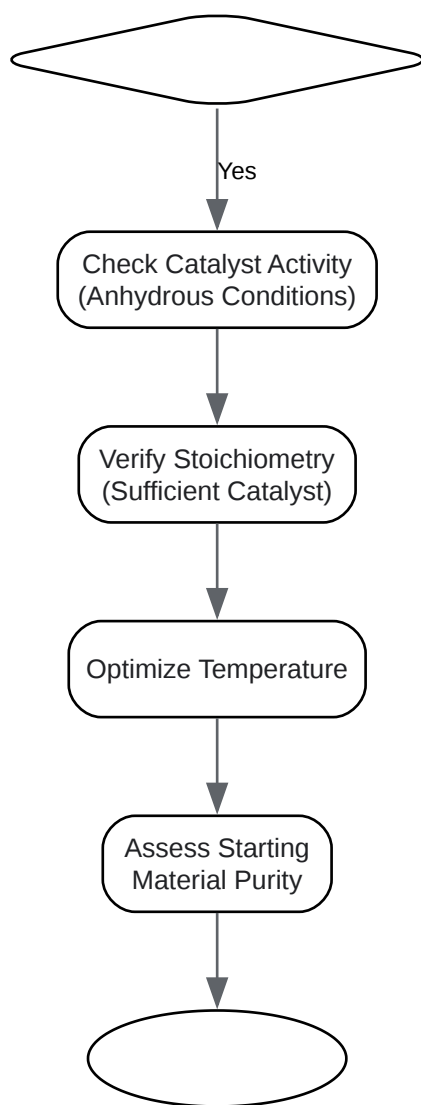 Yes
Check Catalyst Activity
(Anhydrous Conditions)
Verify Stoichiometry
(Sufficient Catalyst)
Optimize Temperature
Assess Starting
Material Purity